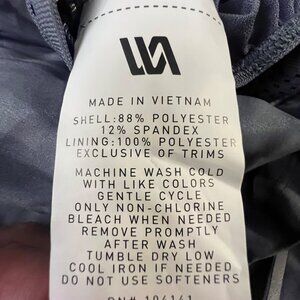 MADE IN VIETNAM
SHELL:88% POLYESTER
12% SPANDEX
LINING:100% POLYESTER
EXCLUSIVE OF TRIMS
MACHINE WASH COLD
WITH LIKE COLORS
GENTLE CYCLE
ONLY NON-CHLORINE
BLEACH WHEN NEEDED
REMOVE PROMPTLY
AFTER WASH
TUMBLE DRY LOW
COOL IRON IF NEEDED
DO NOT USE SOFTENERS
RN# 104141